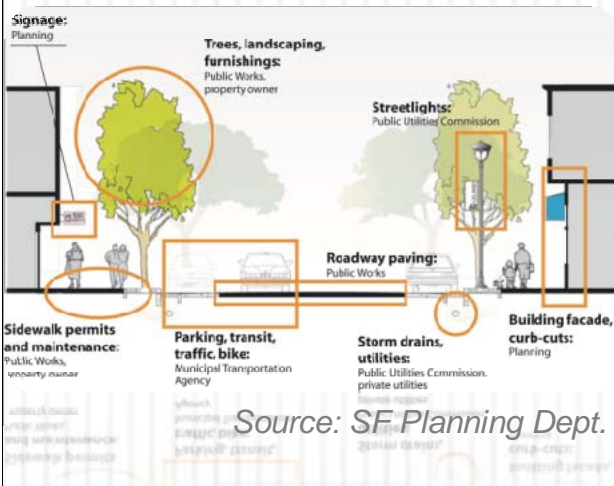 Signage:
Planning
Trees, landscaping,
furnishings:
Public Works,
property owner
Streetlights:
Public Utilities Commission
Roadway paving:
Public Works
Sidewalk permits
and maintenance:
Public Works,
property owner
Parking, transit,
traffic, bike:
Municipal Transportation
Agency
Storm drains,
utilities:
Public Utilities Commission,
private utilities
Building facade,
curb-cuts:
Planning
Source: SF Planning Dept.